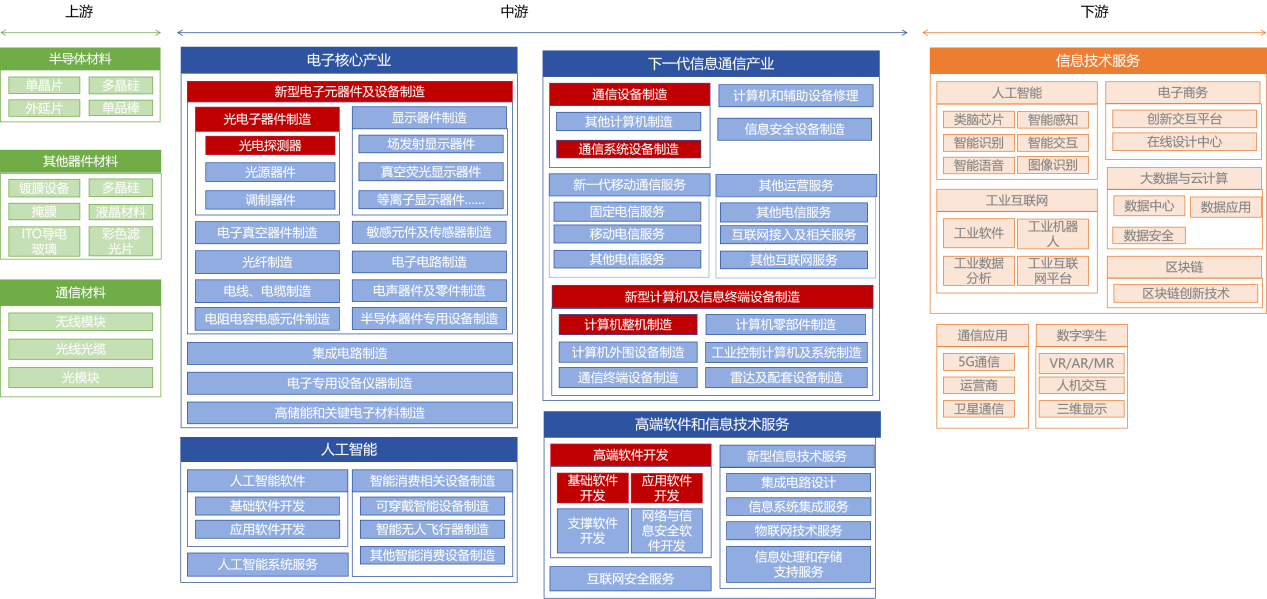 上游
中游
下游
半导体材料
单晶片
多晶硅
外延片
单品棒
其他器件材料
镀膜设备
多晶硅
掩膜
液晶材料
ITO导电
玻璃
彩色滤
光片
通信材料
无线模块
光线光缆
光模块
电子核心产业
新型电子元器件及设备制造
光电子器件制造
光电探测器
光源器件
调制器件
显示器件制造
场发射显示器件
真空荧光显示器件
等离子显示器件……
电子真空器件制造
敏感元件及传感器制造
光纤制造
电子电路制造
电线、电缆制造
电声器件及零件制造
电阻电容电感元件制造
半导体器件专用设备制造
集成电路制造
电子专用设备仪器制造
高储能和关键电子材料制造
人工智能
人工智能软件
基础软件开发
应用软件开发
人工智能系统服务
智能消费相关设备制造
可穿戴智能设备制造
智能无人飞行器制造
其他智能消费设备制造
下一代信息通信产业
通信设备制造
其他计算机制造
通信系统设备制造
计算机和辅助设备修理
信息安全设备制造
新一代移动通信服务
固定电信服务
移动电信服务
其他电信服务
其他运营服务
其他电信服务
互联网接入及相关服务
其他互联网服务
新型计算机及信息终端设备制造
计算机整机制造
计算机零部件制造
计算机外围设备制造
工业控制计算机及系统制造
通信终端设备制造
雷达及配套设备制造
高端软件和信息技术服务
高端软件开发
基础软件
开发
应用软件
开发
支撑软件
开发
网络与信
息安全软
件开发
互联网安全服务
新型信息技术服务
集成电路设计
信息系统集成服务
物联网技术服务
信息处理和存储
支持服务
信息技术服务
人工智能
类脑芯片
智能感知
智能识别
智能交互
智能语音
图像识别
电子商务
创新交互平台
在线设计中心
工业互联网
工业软件
工业机器
人
工业数据
分析
工业互联
网平台
大数据与云计算
数据中心
数据应用
数据安全
区块链
区块链创新技术
通信应用
5G通信
运营商
卫星通信
数字孪生
VR/AR/MR
人机交互
三维显示